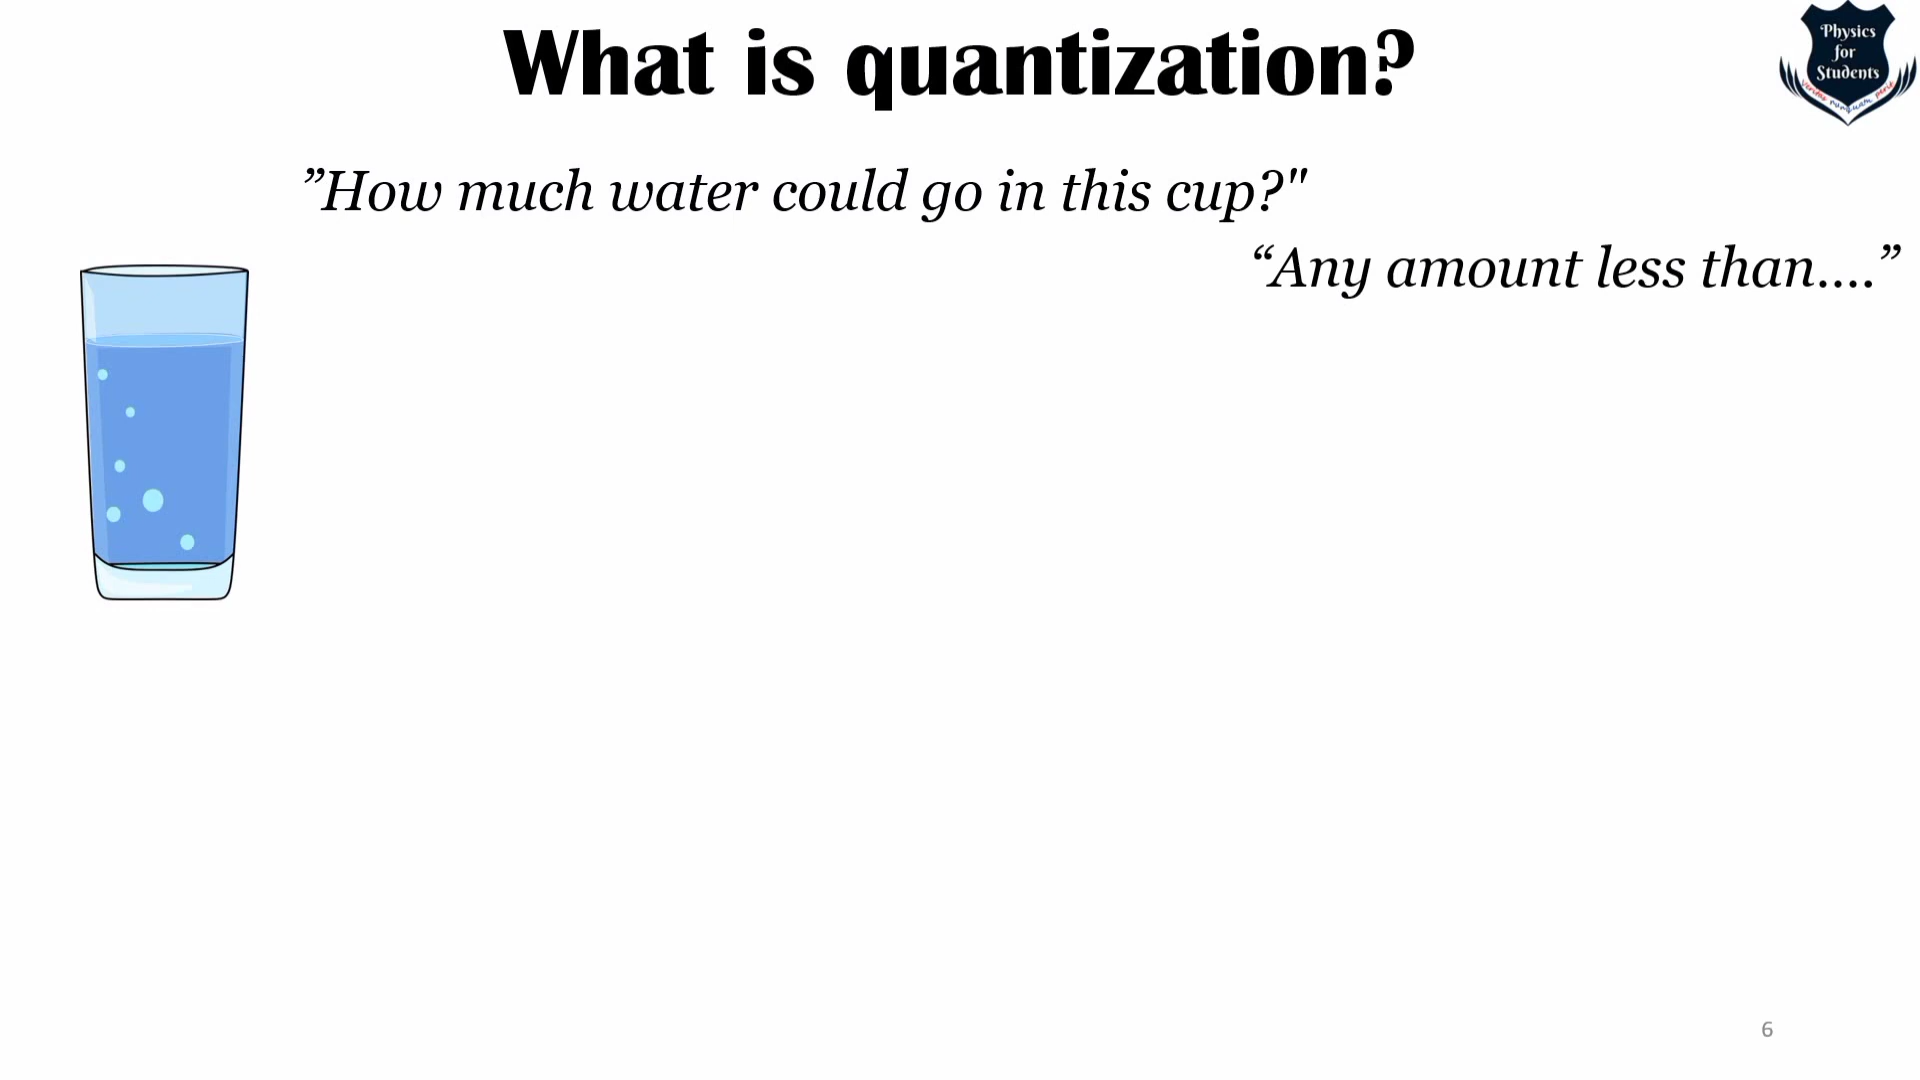 What is quantization?
Physics
for
Students
”How much water could go in this cup?"
“Any amount less than....”
6